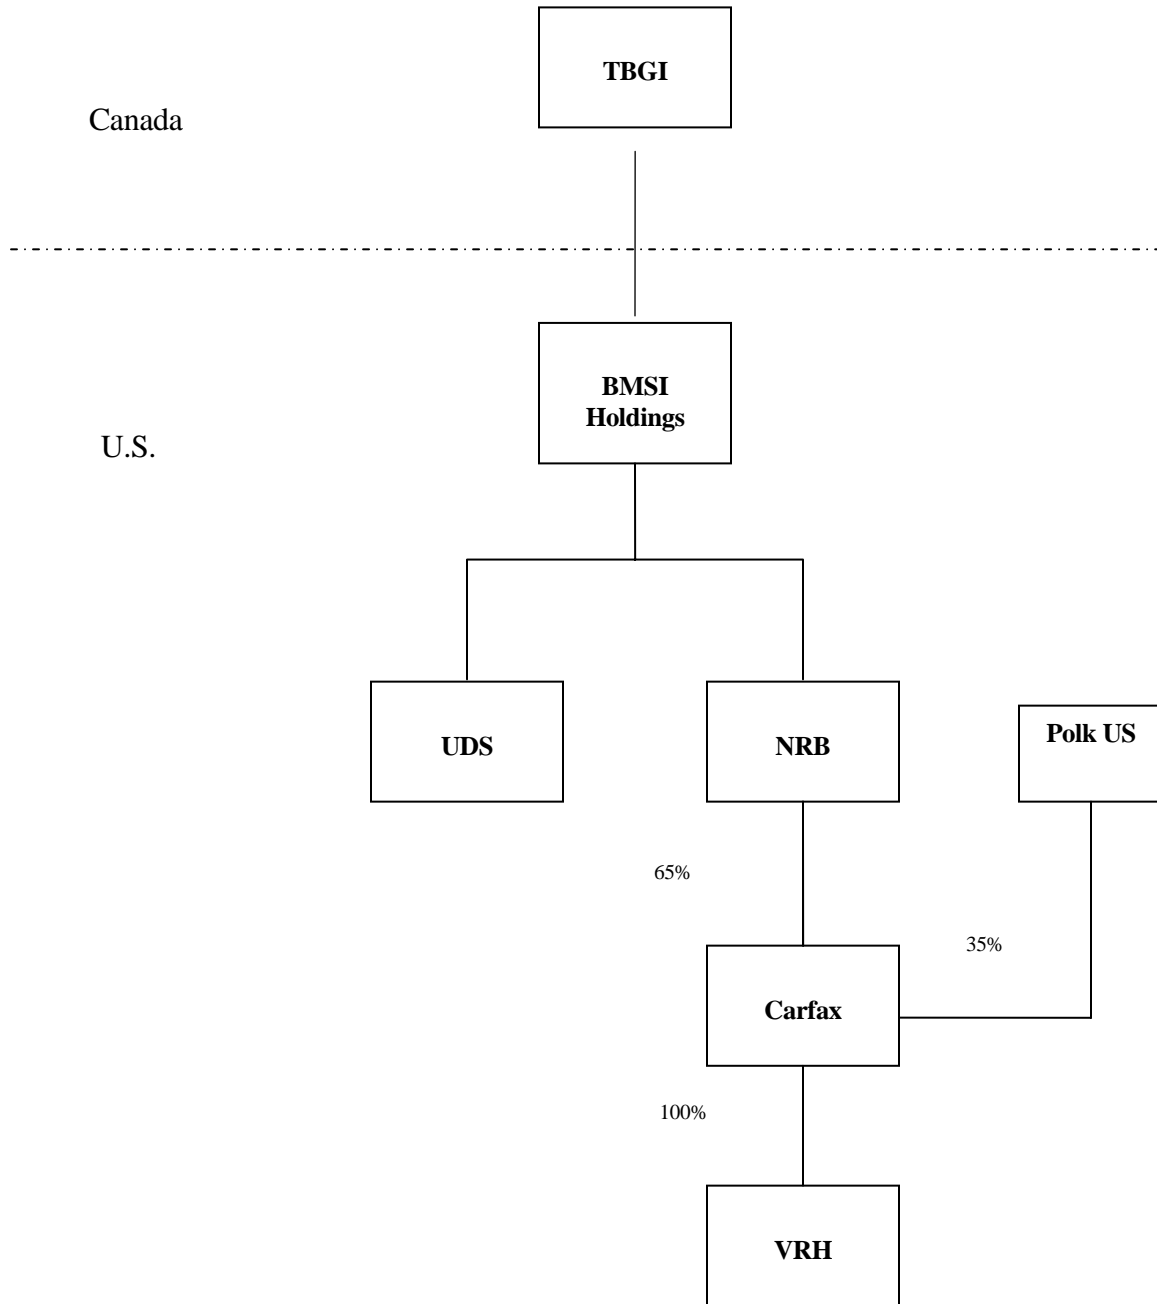 TBGI
Canada
BMSI
Holdings
U.S.
UDS
NRB
Polk US
65%
35%
Carfax
100%
VRH